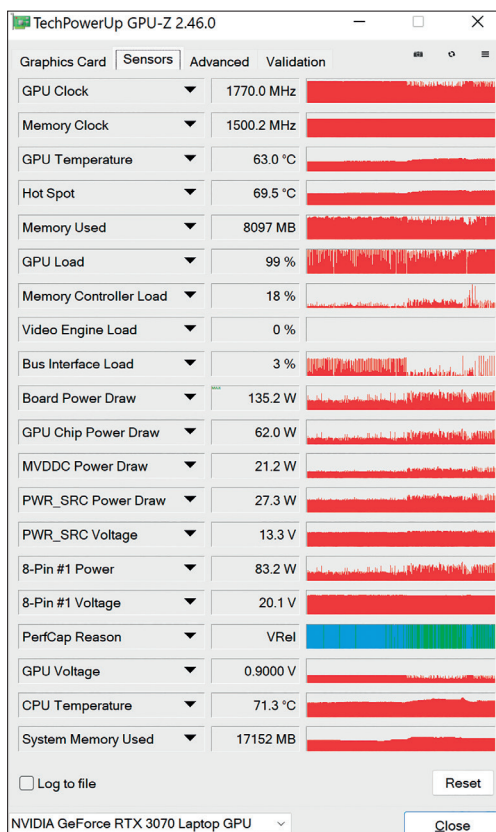 TechPowerUp GPU-Z 2.46.0
Graphics Card Sensors Advanced Validation
GPU Clock 1770.0 MHz
Memory Clock 1500.2 MHz
GPU Temperature 63.0 °C
Hot Spot 69.5 °C
Memory Used 8097 MB
GPU Load 99 %
Memory Controller Load 18 %
Video Engine Load 0 %
Bus Interface Load 3 %
Board Power Draw 135.2 W
GPU Chip Power Draw 62.0 W
MVDDC Power Draw 21.2 W
PWR_SRC Power Draw 27.3 W
PWR_SRC Voltage 13.3 V
8-Pin #1 Power 83.2 W
8-Pin #1 Voltage 20.1 V
PerfCap Reason VRel
GPU Voltage 0.9000 V
CPU Temperature 71.3 °C
System Memory Used 17152 MB
Log to file Reset
NVIDIA GeForce RTX 3070 Laptop GPU Close